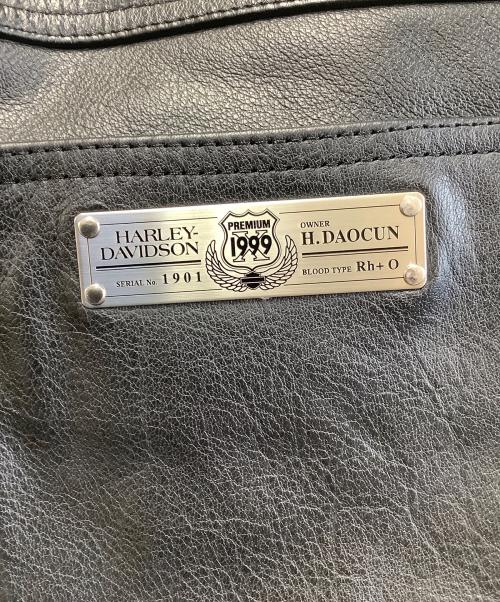 HARLEY-
DAVIDSON
SERIAL No. 1901
PREMIUM
1999
OWNER
H.DAOCUN
BLOOD TYPE Rh+ O